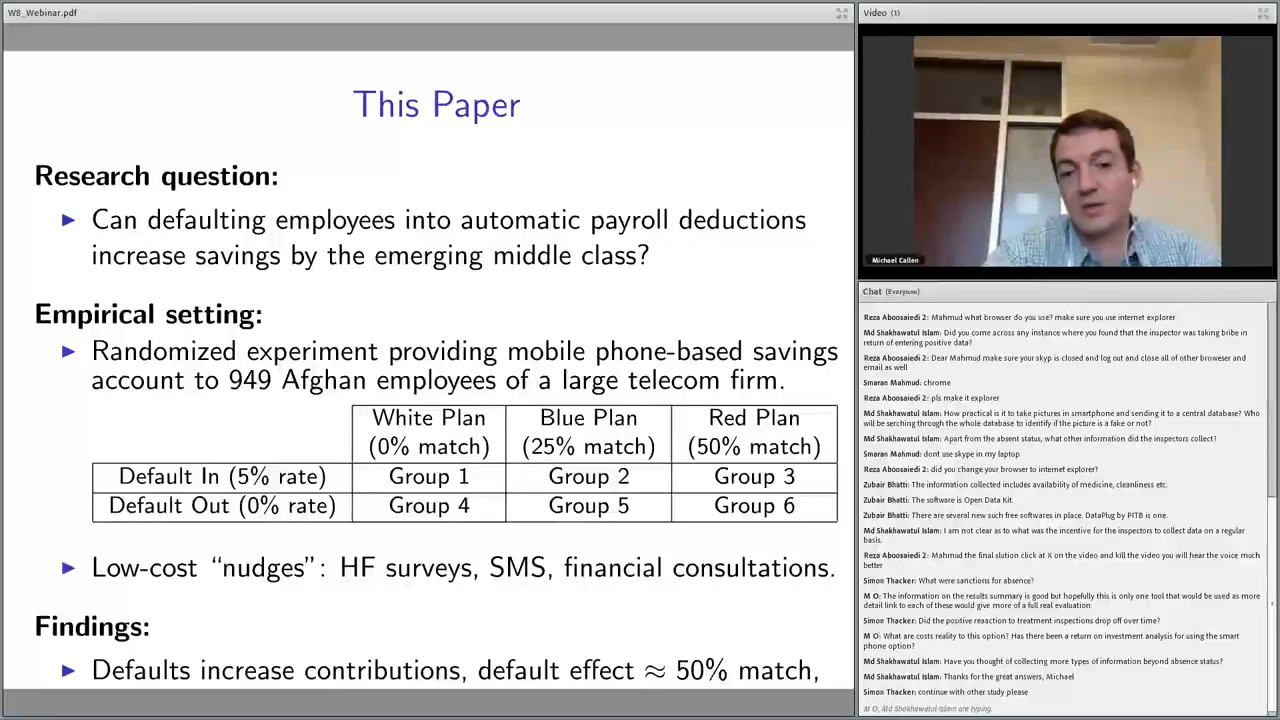 WB_Webinar.pdf
This Paper
Research question:
Can defaulting employees into automatic payroll deductions
increase savings by the emerging middle class?
Empirical setting:
Randomized experiment providing mobile phone-based savings
account to 949 Afghan employees of a large telecom firm.
White Plan Blue Plan Red Plan
(0% match) (25% match) (50% match)
Default In (5% rate) Group 1 Group 2 Group 3
Default Out (0% rate) Group 4 Group 5 Group 6
Low-cost “nudges”: HF surveys, SMS, financial consultations.
Findings:
Defaults increase contributions, default effect ≈ 50% match,
Video (1)
Michael Callen
Chat (Everyone)
Reza Aboosaiedi 2: Mahmud what browser do you use? make sure you use internet explorer
Md Shakhawatul Islam: Did you come across any instance where you found that the inspector was taking bribe in
return of entering positive data?
Reza Aboosaiedi 2: Dear Mahmud make sure your skyp is closed and log out and close all of other browser and
email as well
Smaran Mahmud: chrome
Reza Aboosaiedi 2: pls make it explorer
Md Shakhawatul Islam: How practical is it to take pictures in smartphone and sending it to a central database? Who
will be serching through the whole database to identify if the picture is a fake or not?
Md Shakhawatul Islam: Apart from the absent status, what other information did the inspectors collect?
Smaran Mahmud: dont use skype in my laptop
Reza Aboosaiedi 2: did you change your browser to internet explorer?
Zubair Bhatti: The information collected includes availability of medicine, cleanliness etc.
Zubair Bhatti: The software is Open Data Kit.
Zubair Bhatti: There are several new such free softwares in place. DataPlug by PITB is one.
Md Shakhawatul Islam: I am not clear as to what was the incentive for the inspectors to collect data on a regular
basis.
Reza Aboosaiedi 2: Mahmud the final slution click at X on the video and kill the video you will hear the voice much
better
Simon Thacker: What were sanctions for absence?
M O: The information on the results summary is good but hopefully this is only one tool that would be used as more
detail link to each of these would give more of a full real evaluation.
Simon Thacker: Did the positive reaaction to treatment inspections drop off over time?
M O: What are costs reality to this option? Has there been a return on investment analysis for using the smart
phone option?
Md Shakhawatul Islam: Have you thought of collecting more types of information beyond absence status?
Md Shakhawatul Islam: Thanks for the great answers, Michael
Simon Thacker: continue with other study please
M O, Md Shakhawatul Islam are typing.